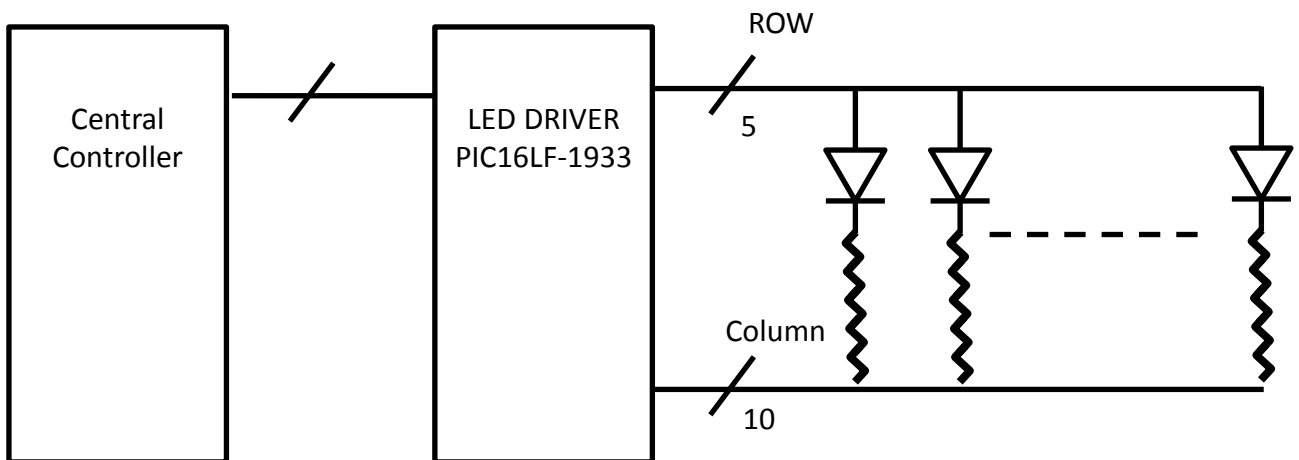 ROW
Central
Controller
LED DRIVER
PIC16LF-1933
5
Column
10